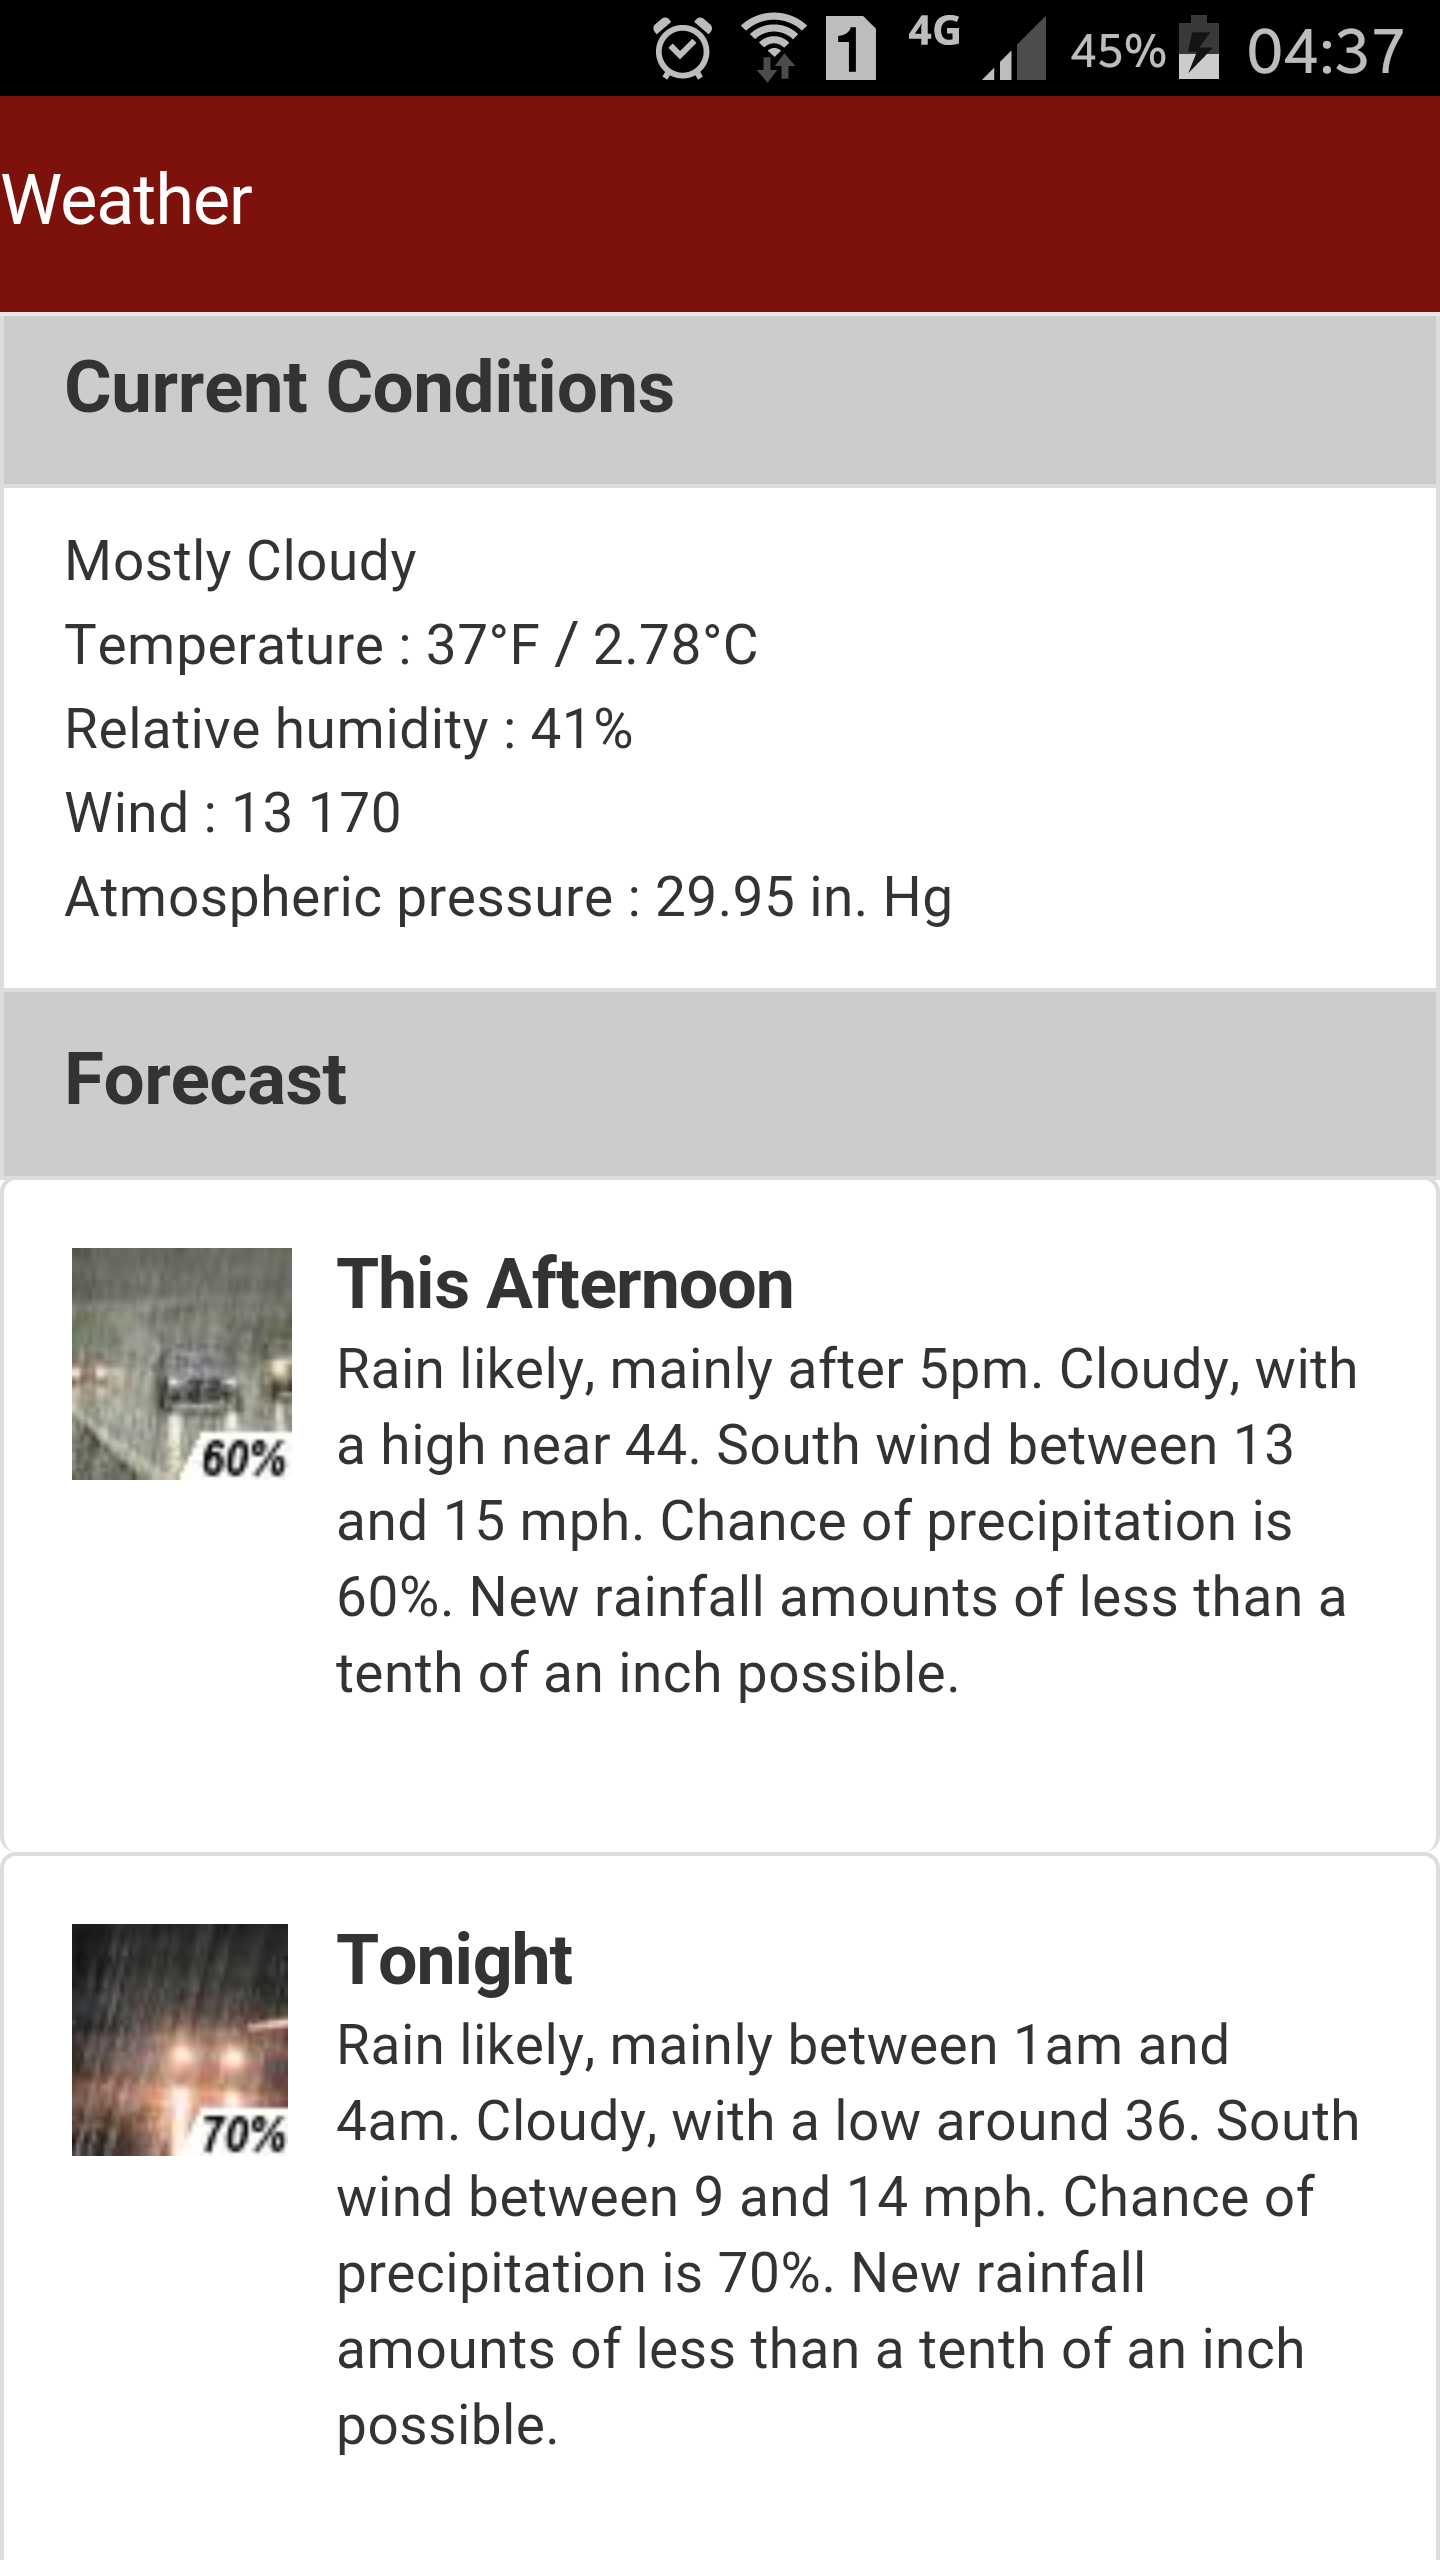 1 4G 45% 04:37
Weather
Current Conditions
Mostly Cloudy
Temperature : 37°F / 2.78°C
Relative humidity : 41%
Wind : 13 170
Atmospheric pressure : 29.95 in. Hg
Forecast
This Afternoon
Rain likely, mainly after 5pm. Cloudy, with
a high near 44. South wind between 13
and 15 mph. Chance of precipitation is
60%. New rainfall amounts of less than a
tenth of an inch possible.
60%
Tonight
Rain likely, mainly between 1am and
4am. Cloudy, with a low around 36. South
wind between 9 and 14 mph. Chance of
precipitation is 70%. New rainfall
amounts of less than a tenth of an inch
possible.
70%